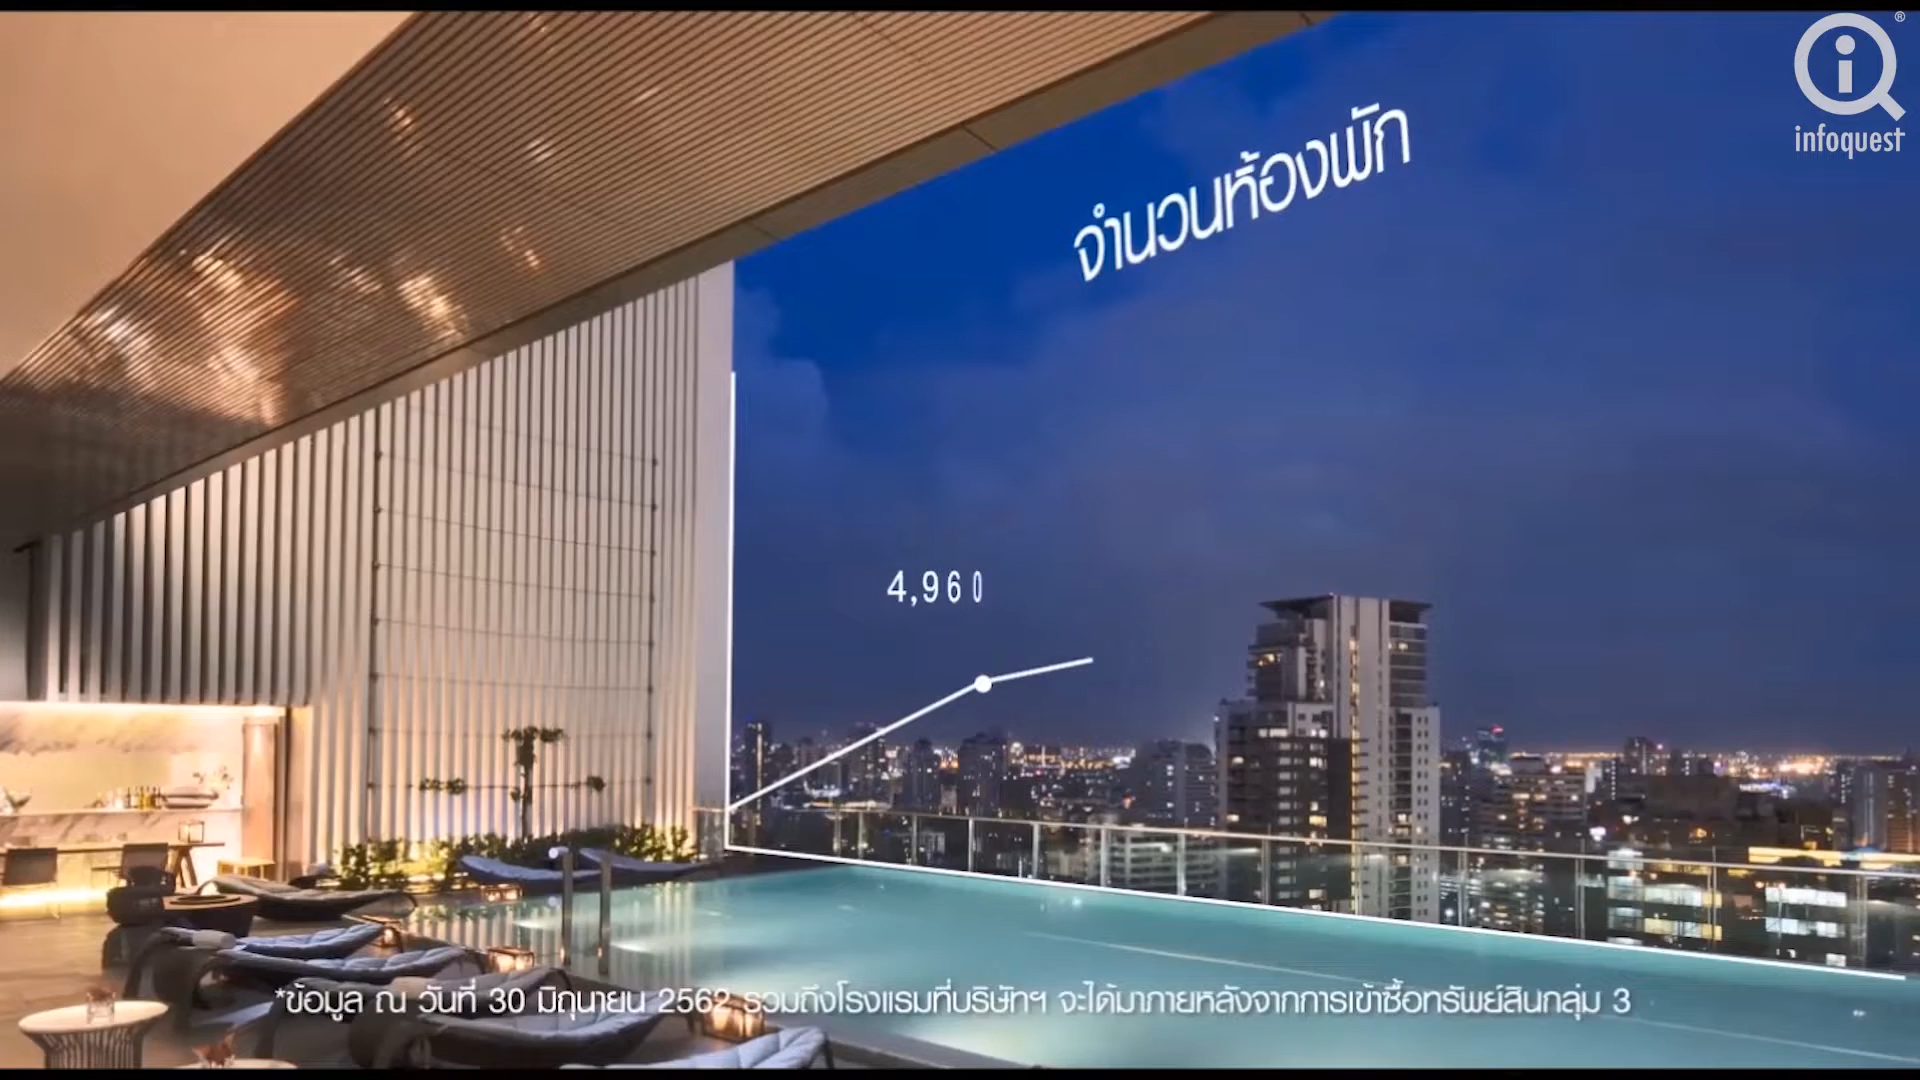 infoquest
จำนวนห้องพัก
4,960
*ข้อมูล ณ วันที่ 30 มิถุนายน 2562 รวมถึงโรงแรมที่บริษัทฯ จะได้มาภายหลังจากการเข้าซื้อทรัพย์สินกลุ่ม 3